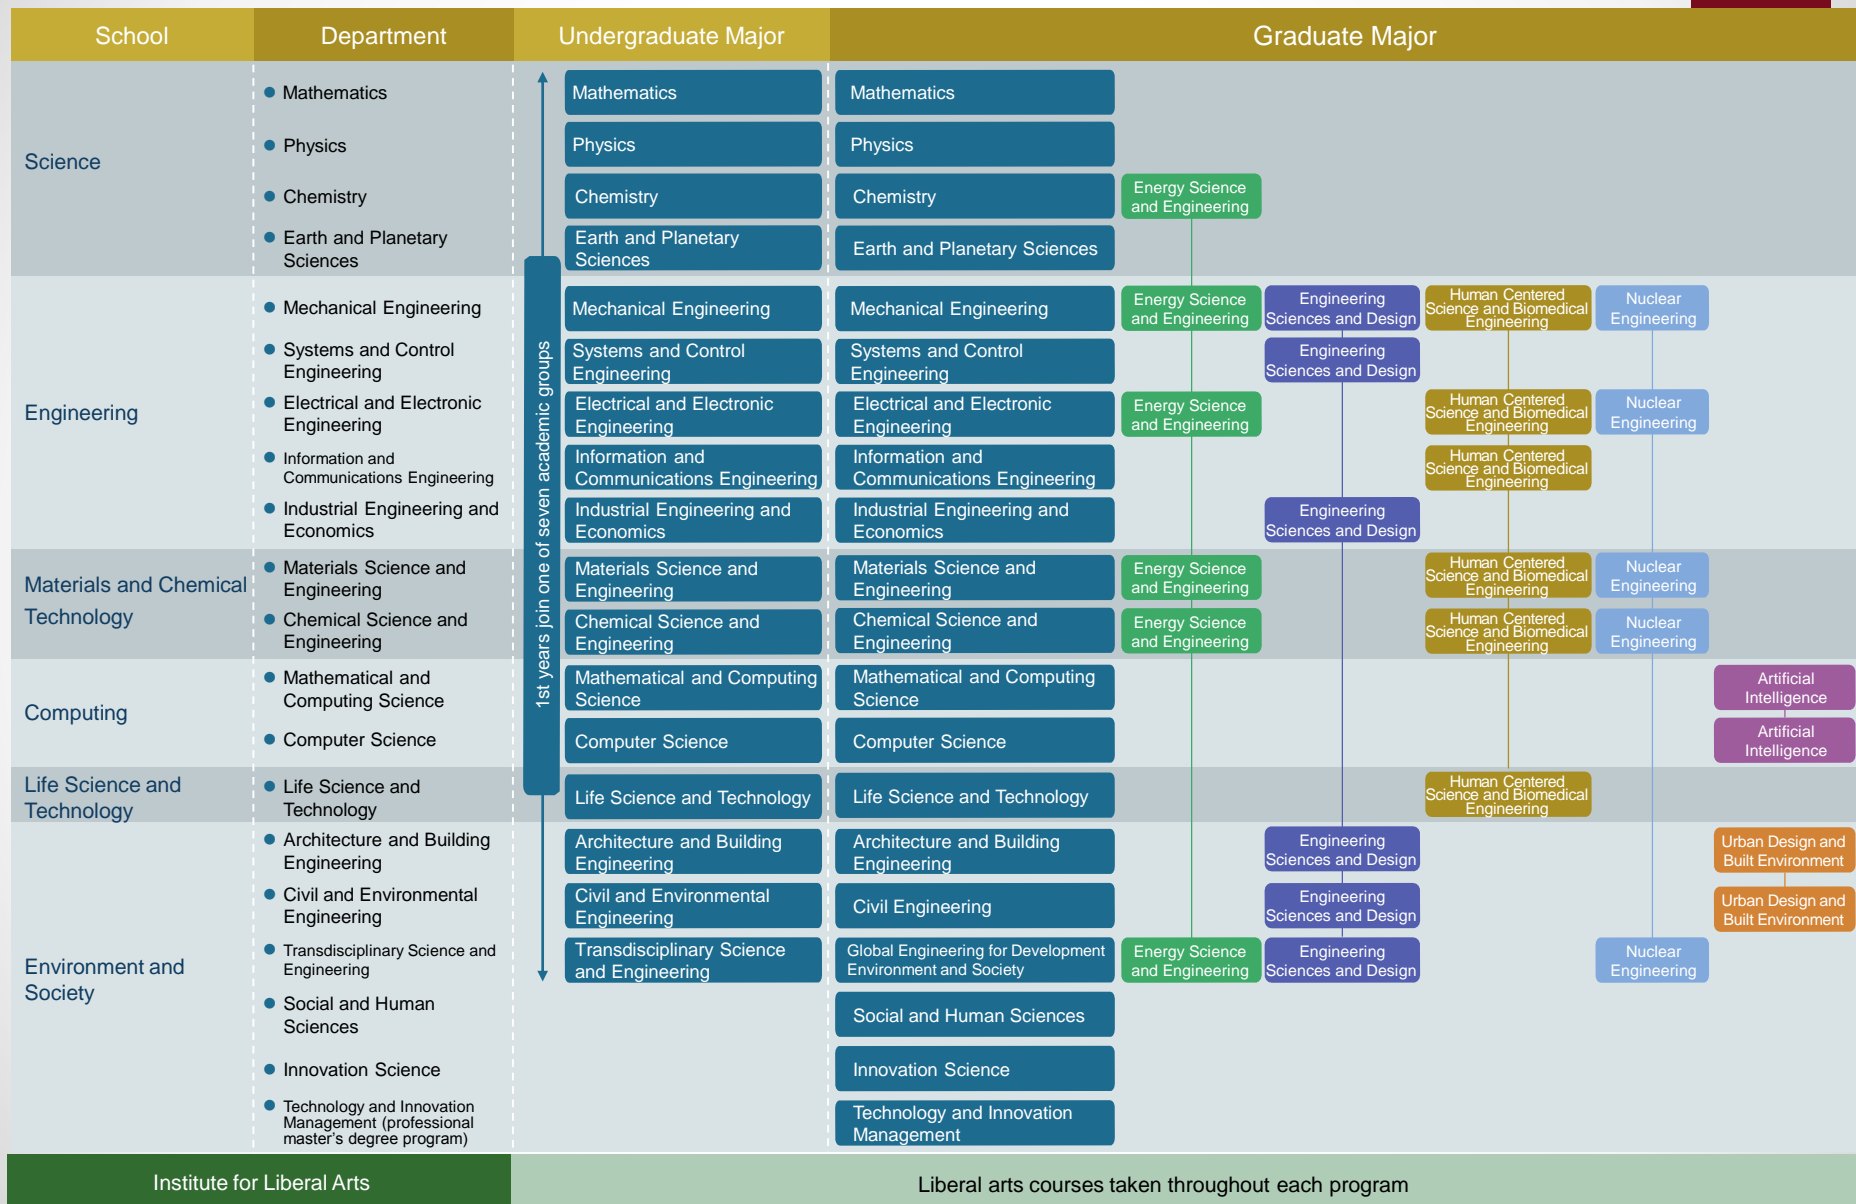 School
Department
Undergraduate Major
Graduate Major
Science
Mathematics
Mathematics
Mathematics
Physics
Physics
Physics
Chemistry
Chemistry
Chemistry
Energy Science
and Engineering
Earth and Planetary
Sciences
Earth and Planetary
Sciences
Earth and Planetary Sciences
1st years join one of seven academic groups
Engineering
Mechanical Engineering
Mechanical Engineering
Mechanical Engineering
Energy Science
and Engineering
Engineering
Sciences and Design
Human Centered
Science and Biomedical
Engineering
Nuclear
Engineering
Systems and Control
Engineering
Systems and Control
Engineering
Systems and Control
Engineering
Engineering
Sciences and Design
Electrical and Electronic
Engineering
Electrical and Electronic
Engineering
Electrical and Electronic
Engineering
Energy Science
and Engineering
Human Centered
Science and Biomedical
Engineering
Nuclear
Engineering
Information and
Communications Engineering
Information and
Communications Engineering
Information and
Communications Engineering
Human Centered
Science and Biomedical
Engineering
Industrial Engineering and
Economics
Industrial Engineering and
Economics
Industrial Engineering and
Economics
Engineering
Sciences and Design
Materials and Chemical
Technology
Materials Science and
Engineering
Materials Science and
Engineering
Materials Science and
Engineering
Energy Science
and Engineering
Human Centered
Science and Biomedical
Engineering
Nuclear
Engineering
Chemical Science and
Engineering
Chemical Science and
Engineering
Chemical Science and
Engineering
Energy Science
and Engineering
Human Centered
Science and Biomedical
Engineering
Nuclear
Engineering
Computing
Mathematical and
Computing Science
Mathematical and Computing
Science
Mathematical and Computing
Science
Artificial
Intelligence
Computer Science
Computer Science
Computer Science
Artificial
Intelligence
Life Science and
Technology
Life Science and
Technology
Life Science and Technology
Life Science and Technology
Human Centered
Science and Biomedical
Engineering
Environment and
Society
Architecture and Building
Engineering
Architecture and Building
Engineering
Architecture and Building
Engineering
Engineering
Sciences and Design
Urban Design and
Built Environment
Civil and Environmental
Engineering
Civil and Environmental
Engineering
Civil Engineering
Engineering
Sciences and Design
Urban Design and
Built Environment
Transdisciplinary Science and
Engineering
Transdisciplinary Science
and Engineering
Global Engineering for Development
Environment and Society
Energy Science
and Engineering
Engineering
Sciences and Design
Nuclear
Engineering
Social and Human
Sciences
Social and Human Sciences
Innovation Science
Innovation Science
Technology and Innovation
Management (professional
master's degree program)
Technology and Innovation
Management
Institute for Liberal Arts
Liberal arts courses taken throughout each program